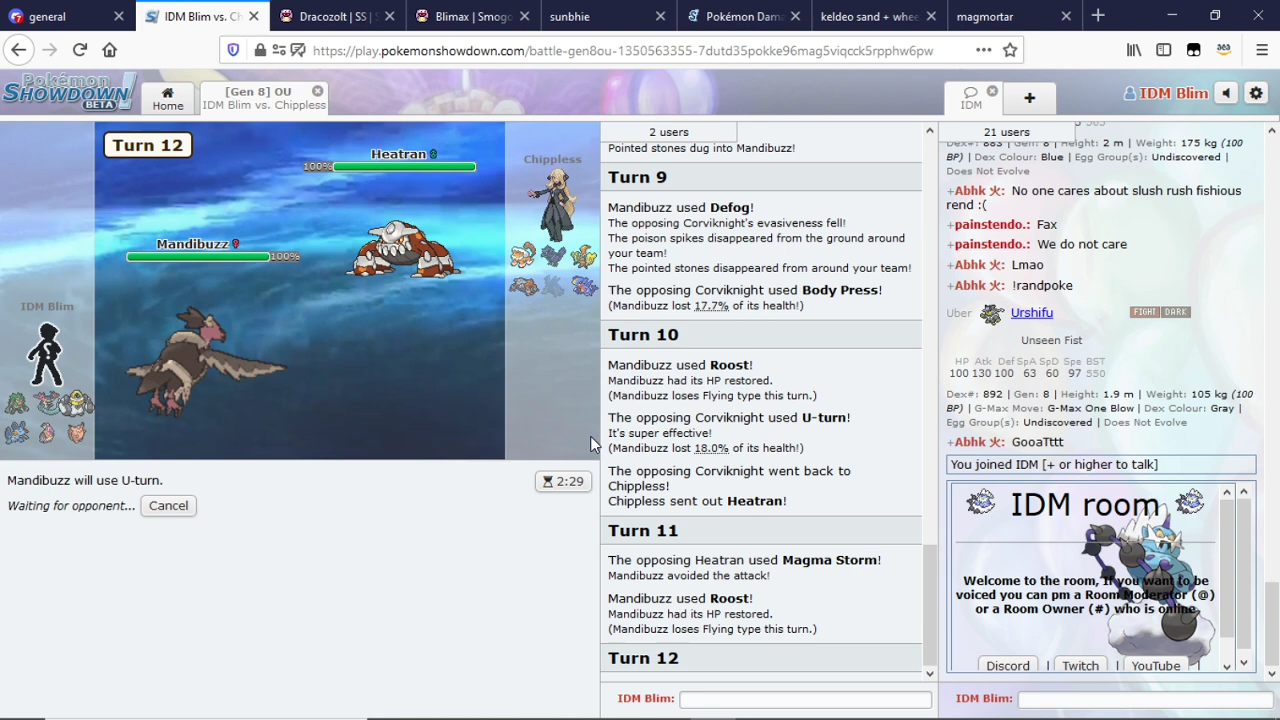 general
IDM Blim vs. Ch
Dracozolt | SS | S
Blimax | Smogo
sunbhie
Pokémon Dama
keldeo sand + whee
magmortar
https://play.pokemonshowdown.com/battle-gen8ou-1350563355-7dutd35pokke96mag5viqcck5rpphw6pw
Pokémon
SHOWDOWN!
BETA
Home
[Gen 8] OU
IDM Blim vs. Chippless
IDM
IDM Blim
Turn 12
Heatran
100%
Mandibuzz
100%
Chippless
IDM Blim
Mandibuzz will use U-turn.
Waiting for opponent...
Cancel
2:29
2 users
Pointed stones dug into Mandibuzz!
Turn 9
Mandibuzz used Defog!
The opposing Corviknight's evasiveness fell!
The poison spikes disappeared from the ground around
your team!
The pointed stones disappeared from around your team!
The opposing Corviknight used Body Press!
(Mandibuzz lost 17.7% of its health!)
Turn 10
Mandibuzz used Roost!
Mandibuzz had its HP restored.
(Mandibuzz loses Flying type this turn.)
The opposing Corviknight used U-turn!
It's super effective!
(Mandibuzz lost 18.0% of its health!)
The opposing Corviknight went back to
Chippless!
Chippless sent out Heatran!
Turn 11
The opposing Heatran used Magma Storm!
Mandibuzz avoided the attack!
Mandibuzz used Roost!
Mandibuzz had its HP restored.
(Mandibuzz loses Flying type this turn.)
Turn 12
IDM Blim:
21 users
Dex#: 883 | Gen: 8 | Height: 2 m | Weight: 175 kg (100
BP) | Dex Colour: Blue | Egg Group(s): Undiscovered |
Does Not Evolve
+Abhk 火: No one cares about slush rush fishious
rend :(
+painstendo.: Fax
+painstendo.: We do not care
+Abhk 火: Lmao
+Abhk 火: !randpoke
Uber Urshifu FIGHT DARK
Unseen Fist
HP Atk Def SpA SpD Spe BST
100 130 100 63 60 97 550
Dex#: 892 | Gen: 8 | Height: 1.9 m | Weight: 105 kg (100
BP) | G-Max Move: G-Max One Blow | Dex Colour: Gray |
Egg Group(s): Undiscovered | Does Not Evolve
+Abhk 火: GooaTttt
You joined IDM [+ or higher to talk]
IDM room
Welcome to the room, If you want to be
voiced you can pm a Room Moderator (@)
or a Room Owner (#) who is online
Discord | Twitch | YouTube |
IDM Blim: